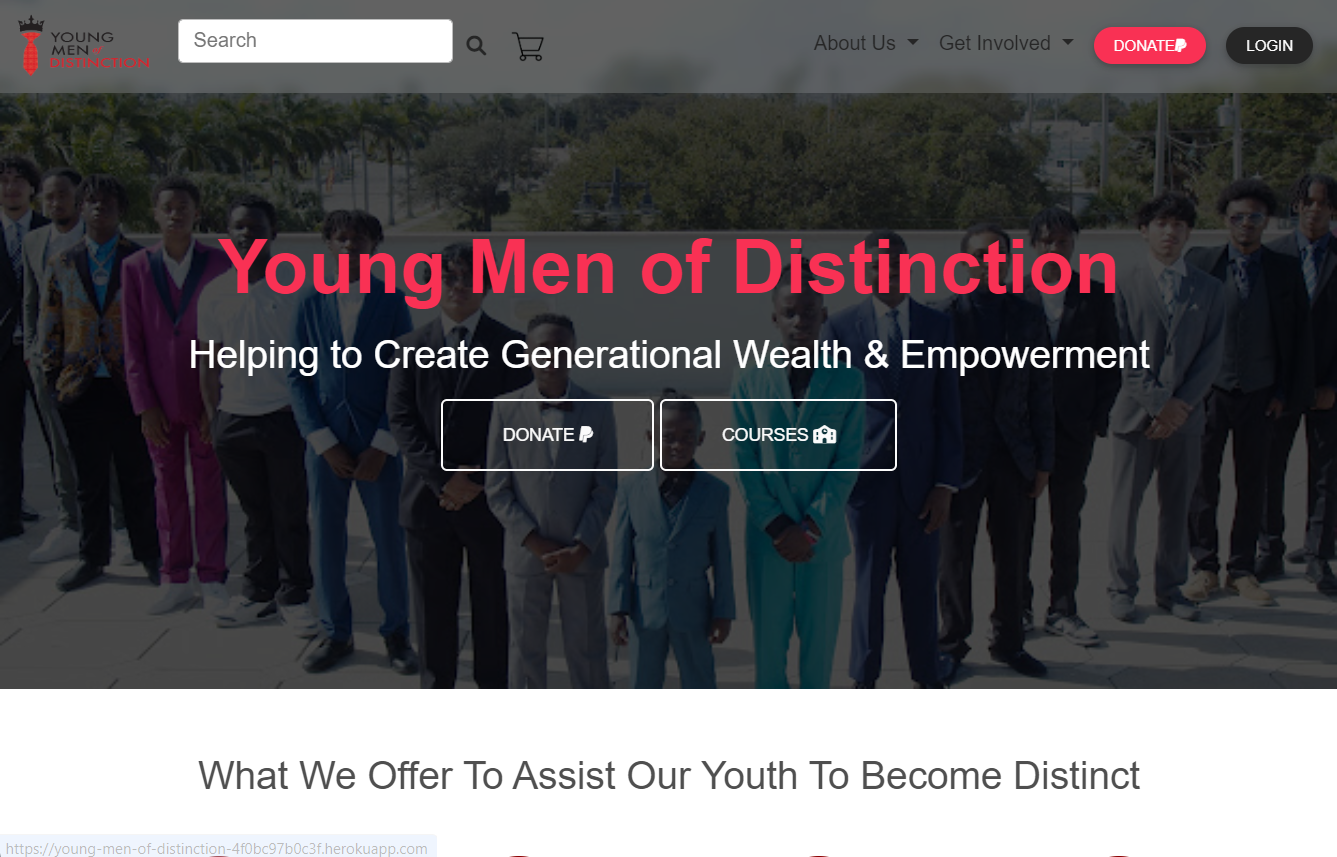 YOUNG
MEN OF
DISTINCTION
Search
About Us
Get Involved
DONATE
LOGIN
Young Men of Distinction
Helping to Create Generational Wealth & Empowerment
DONATE
COURSES
What We Offer To Assist Our Youth To Become Distinct
https://young-men-of-distinction-4f0bc97b0c3f.herokuapp.com